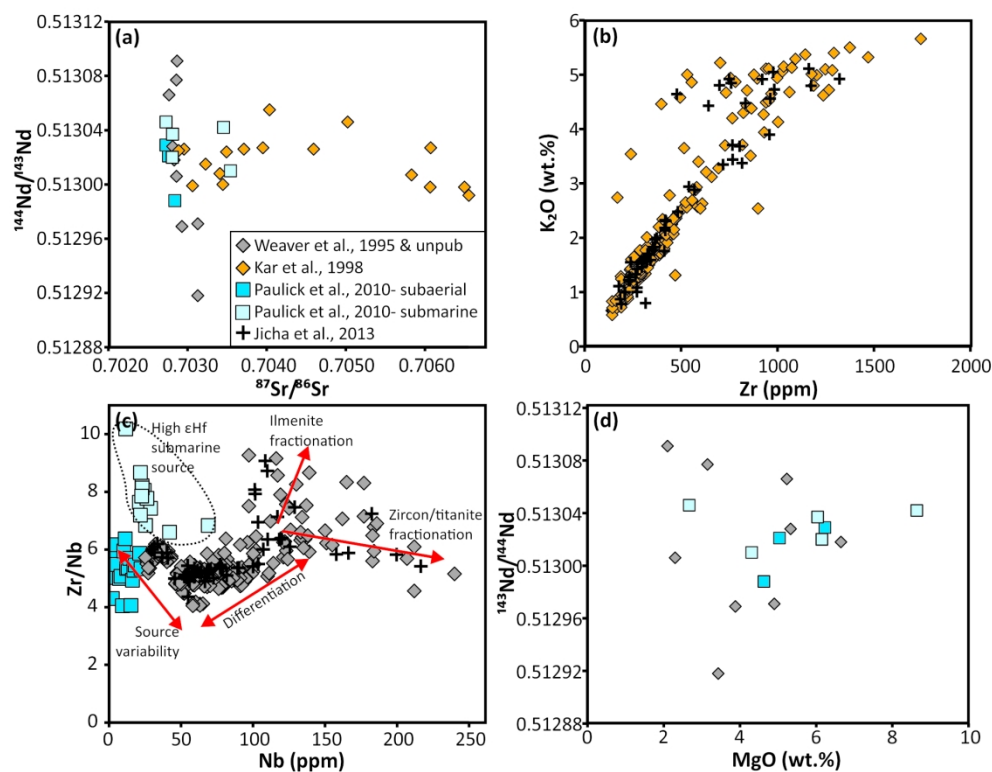 (a)
0.51312
0.51308
0.51304
0.51300
0.51296
0.51292
0.51288
¹⁴⁴Nd/¹⁴³Nd
Weaver et al., 1995 & unpub
Kar et al., 1998
Paulick et al., 2010- subaerial
Paulick et al., 2010- submarine
Jicha et al., 2013
0.702 0.703 0.704 0.705 0.706
⁸⁷Sr/⁸⁶Sr
(b)
6
5
4
3
2
1
0
K₂O (wt.%)
0 500 1000 1500 2000
Zr (ppm)
(c)
10
8
6
4
2
0
Zr/Nb
High εHf
submarine
source
Ilmenite
fractionation
Zircon/titanite
fractionation
Differentiation
Source
variability
0 50 100 150 200 250
Nb (ppm)
(d)
0.51312
0.51308
0.51304
0.51300
0.51296
0.51292
0.51288
¹⁴³Nd/¹⁴⁴Nd
0 2 4 6 8 10
MgO (wt.%)